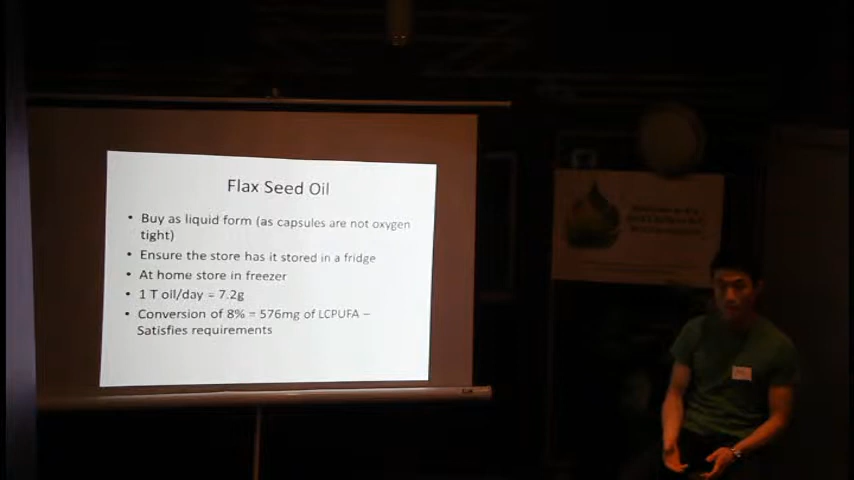 Flax Seed Oil
• Buy as liquid form (as capsules are not oxygen
tight)
• Ensure the store has it stored in a fridge
• At home store in freezer
• 1 T oil/day = 7.2g
• Conversion of 8% = 576mg of LCPUFA –
Satisfies requirements